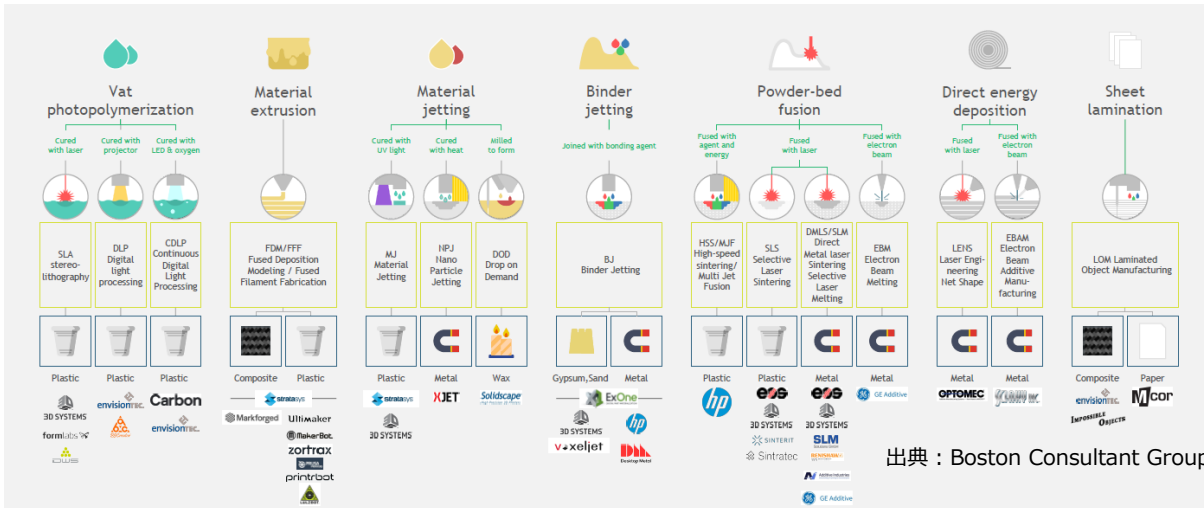 Vat
photopolymerization
Material
extrusion
Material
jetting
Binder
jetting
Powder-bed
fusion
Direct energy
deposition
Sheet
lamination
Cured
with laser
Cured with
projector
Cured with
LED & oxygen
Cured with
UV light
Cured
with heat
Milled
to form
Joined with bonding agent
Fused with
agent and
energy
Fused
with laser
Fused with
electron
beam
Fused
with laser
Fused with
electron
beam
SLA
stereo-
lithography
DLP
Digital
light
processing
CDLP
Continuous
Digital
Light
Processing
FDM/FFF
Fused Deposition
Modeling / Fused
Filament Fabrication
MJ
Material
Jetting
NPJ
Nano
Particle
Jetting
DOD
Drop on
Demand
BJ
Binder Jetting
HSS/MJF
High-speed
sintering/
Multi Jet
Fusion
SLS
Selective
Laser
Sintering
DMLS/SLM
Direct
Metal laser
Sintering
Selective
Laser
Melting
EBM
Electron
Beam
Melting
LENS
Laser Engi-
neering
Net Shape
EBAM
Electron
Beam
Additive
Manu-
facturing
LOM Laminated
Object Manufacturing
Plastic
Plastic
Plastic
Composite
Plastic
Plastic
Metal
Wax
Gypsum,Sand
Metal
Plastic
Plastic
Metal
Metal
Metal
Metal
Composite
Paper
3D SYSTEMS
formlabs
DWS
envisionTEC
Carbon
envisionTEC
stratasys
Markforged
Ultimaker
MakerBot
zortrax
printrbot
stratasys
3D SYSTEMS
XJET
Solidscape
ExOne
3D SYSTEMS
voxeljet
hp
Desktop Metal
hp
eos
3D SYSTEMS
SINTERIT
Sintratec
eos
3D SYSTEMS
SLM
Additive Industries
GE Additive
GE Additive
OPTOMEC
envisionTEC
IMPOSSIBLE
OBJECTS
Mcor
出典：Boston Consultant Group